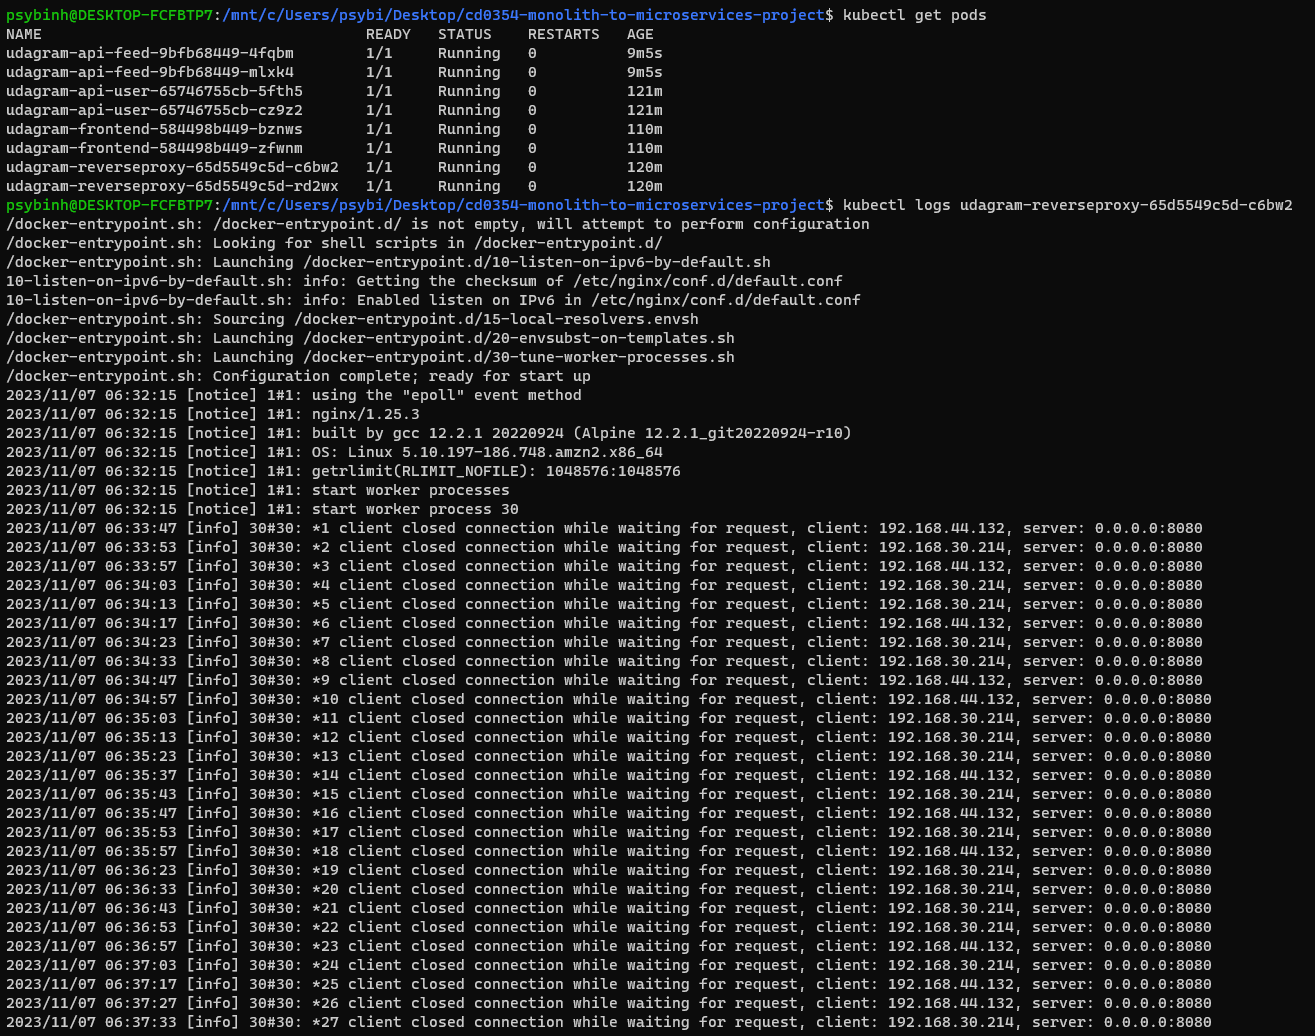 psybinh@DESKTOP-FCFBTP7:/mnt/c/Users/psybi/Desktop/cd0354-monolith-to-microservices-project$ kubectl get pods
NAME READY STATUS RESTARTS AGE
udagram-api-feed-9bfb68449-4fqbm 1/1 Running 0 9m5s
udagram-api-feed-9bfb68449-mlxk4 1/1 Running 0 9m5s
udagram-api-user-65746755cb-5fth5 1/1 Running 0 121m
udagram-api-user-65746755cb-cz9z2 1/1 Running 0 121m
udagram-frontend-584498b449-bznws 1/1 Running 0 110m
udagram-frontend-584498b449-zfwnm 1/1 Running 0 110m
udagram-reverseproxy-65d5549c5d-c6bw2 1/1 Running 0 120m
udagram-reverseproxy-65d5549c5d-rd2wx 1/1 Running 0 120m
psybinh@DESKTOP-FCFBTP7:/mnt/c/Users/psybi/Desktop/cd0354-monolith-to-microservices-project$ kubectl logs udagram-reverseproxy-65d5549c5d-c6bw2
/docker-entrypoint.sh: /docker-entrypoint.d/ is not empty, will attempt to perform configuration
/docker-entrypoint.sh: Looking for shell scripts in /docker-entrypoint.d/
/docker-entrypoint.sh: Launching /docker-entrypoint.d/10-listen-on-ipv6-by-default.sh
10-listen-on-ipv6-by-default.sh: info: Getting the checksum of /etc/nginx/conf.d/default.conf
10-listen-on-ipv6-by-default.sh: info: Enabled listen on IPv6 in /etc/nginx/conf.d/default.conf
/docker-entrypoint.sh: Sourcing /docker-entrypoint.d/15-local-resolvers.envsh
/docker-entrypoint.sh: Launching /docker-entrypoint.d/20-envsubst-on-templates.sh
/docker-entrypoint.sh: Launching /docker-entrypoint.d/30-tune-worker-processes.sh
/docker-entrypoint.sh: Configuration complete; ready for start up
2023/11/07 06:32:15 [notice] 1#1: using the "epoll" event method
2023/11/07 06:32:15 [notice] 1#1: nginx/1.25.3
2023/11/07 06:32:15 [notice] 1#1: built by gcc 12.2.1 20220924 (Alpine 12.2.1_git20220924-r10)
2023/11/07 06:32:15 [notice] 1#1: OS: Linux 5.10.197-186.748.amzn2.x86_64
2023/11/07 06:32:15 [notice] 1#1: getrlimit(RLIMIT_NOFILE): 1048576:1048576
2023/11/07 06:32:15 [notice] 1#1: start worker processes
2023/11/07 06:32:15 [notice] 1#1: start worker process 30
2023/11/07 06:33:47 [info] 30#30: *1 client closed connection while waiting for request, client: 192.168.44.132, server: 0.0.0.0:8080
2023/11/07 06:33:53 [info] 30#30: *2 client closed connection while waiting for request, client: 192.168.30.214, server: 0.0.0.0:8080
2023/11/07 06:33:57 [info] 30#30: *3 client closed connection while waiting for request, client: 192.168.44.132, server: 0.0.0.0:8080
2023/11/07 06:34:03 [info] 30#30: *4 client closed connection while waiting for request, client: 192.168.30.214, server: 0.0.0.0:8080
2023/11/07 06:34:13 [info] 30#30: *5 client closed connection while waiting for request, client: 192.168.30.214, server: 0.0.0.0:8080
2023/11/07 06:34:17 [info] 30#30: *6 client closed connection while waiting for request, client: 192.168.44.132, server: 0.0.0.0:8080
2023/11/07 06:34:23 [info] 30#30: *7 client closed connection while waiting for request, client: 192.168.30.214, server: 0.0.0.0:8080
2023/11/07 06:34:33 [info] 30#30: *8 client closed connection while waiting for request, client: 192.168.30.214, server: 0.0.0.0:8080
2023/11/07 06:34:47 [info] 30#30: *9 client closed connection while waiting for request, client: 192.168.44.132, server: 0.0.0.0:8080
2023/11/07 06:34:57 [info] 30#30: *10 client closed connection while waiting for request, client: 192.168.44.132, server: 0.0.0.0:8080
2023/11/07 06:35:03 [info] 30#30: *11 client closed connection while waiting for request, client: 192.168.30.214, server: 0.0.0.0:8080
2023/11/07 06:35:13 [info] 30#30: *12 client closed connection while waiting for request, client: 192.168.30.214, server: 0.0.0.0:8080
2023/11/07 06:35:23 [info] 30#30: *13 client closed connection while waiting for request, client: 192.168.30.214, server: 0.0.0.0:8080
2023/11/07 06:35:37 [info] 30#30: *14 client closed connection while waiting for request, client: 192.168.44.132, server: 0.0.0.0:8080
2023/11/07 06:35:43 [info] 30#30: *15 client closed connection while waiting for request, client: 192.168.30.214, server: 0.0.0.0:8080
2023/11/07 06:35:47 [info] 30#30: *16 client closed connection while waiting for request, client: 192.168.44.132, server: 0.0.0.0:8080
2023/11/07 06:35:53 [info] 30#30: *17 client closed connection while waiting for request, client: 192.168.30.214, server: 0.0.0.0:8080
2023/11/07 06:35:57 [info] 30#30: *18 client closed connection while waiting for request, client: 192.168.44.132, server: 0.0.0.0:8080
2023/11/07 06:36:23 [info] 30#30: *19 client closed connection while waiting for request, client: 192.168.30.214, server: 0.0.0.0:8080
2023/11/07 06:36:33 [info] 30#30: *20 client closed connection while waiting for request, client: 192.168.30.214, server: 0.0.0.0:8080
2023/11/07 06:36:43 [info] 30#30: *21 client closed connection while waiting for request, client: 192.168.30.214, server: 0.0.0.0:8080
2023/11/07 06:36:53 [info] 30#30: *22 client closed connection while waiting for request, client: 192.168.30.214, server: 0.0.0.0:8080
2023/11/07 06:36:57 [info] 30#30: *23 client closed connection while waiting for request, client: 192.168.44.132, server: 0.0.0.0:8080
2023/11/07 06:37:03 [info] 30#30: *24 client closed connection while waiting for request, client: 192.168.30.214, server: 0.0.0.0:8080
2023/11/07 06:37:17 [info] 30#30: *25 client closed connection while waiting for request, client: 192.168.44.132, server: 0.0.0.0:8080
2023/11/07 06:37:27 [info] 30#30: *26 client closed connection while waiting for request, client: 192.168.44.132, server: 0.0.0.0:8080
2023/11/07 06:37:33 [info] 30#30: *27 client closed connection while waiting for request, client: 192.168.30.214, server: 0.0.0.0:8080